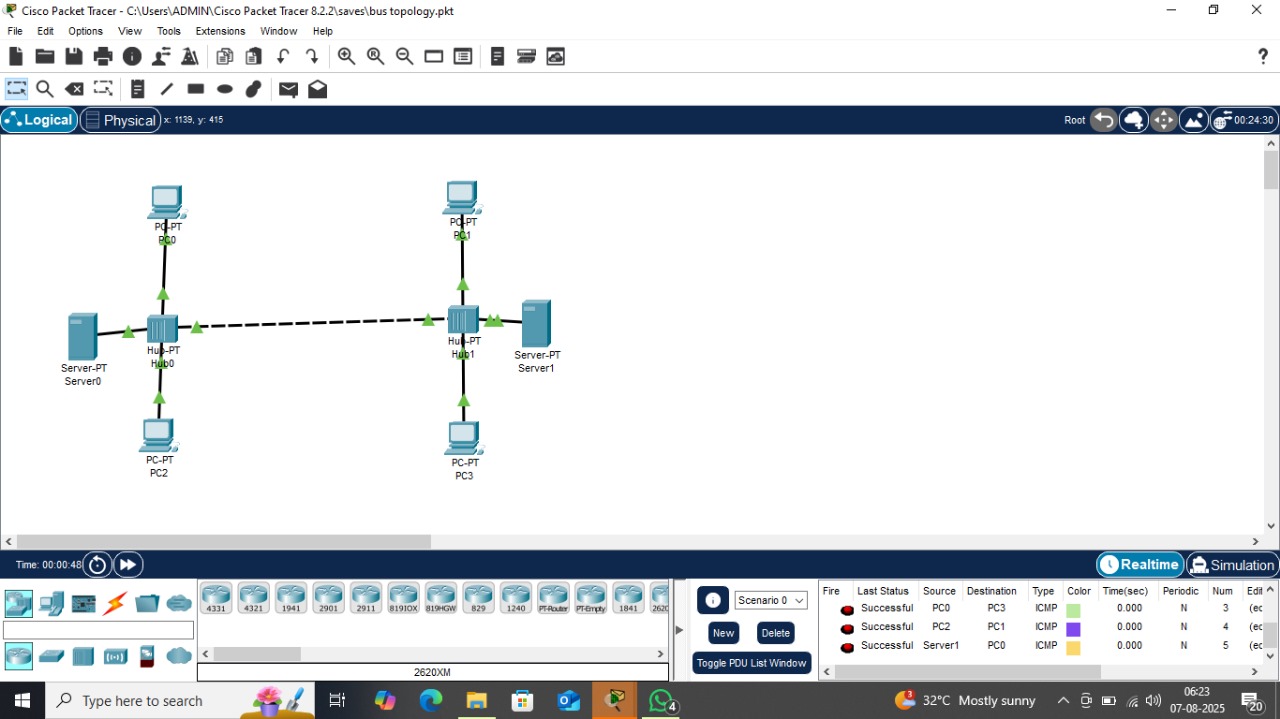 Cisco Packet Tracer - C:\Users\ADMIN\Cisco Packet Tracer 8.2.2\saves\bus topology.pkt
File Edit Options View Tools Extensions Window Help
?
Logical Physical x: 1139, y: 415 Root 00:24:30
PC-PT
PC0
PC-PT
PC1
Hub-PT
Hub0
Hub-PT
Hub1
Server-PT
Server0
Server-PT
Server1
PC-PT
PC2
PC-PT
PC3
Time: 00:00:48 Realtime Simulation
4331 4321 1941 2901 2911 819IOX 819HGW 829 1240 PT-Router PT-Empty 1841 262
2620XM
Scenario 0
New Delete
Toggle PDU List Window
Fire Last Status Source Destination Type Color Time(sec) Periodic Num Edit
Successful PC0 PC3 ICMP 0.000 N 3 (ec
Successful PC2 PC1 ICMP 0.000 N 4 (ec
Successful Server1 PC0 ICMP 0.000 N 5 (ec
Type here to search
4
3
32°C Mostly sunny
06:23
07-08-2025
20